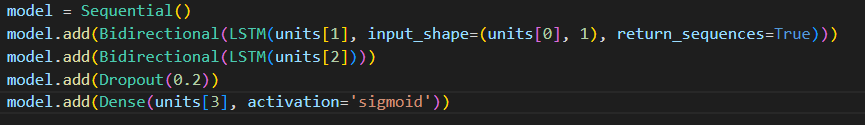 model = Sequential()
model.add(Bidirectional(LSTM(units[1], input_shape=(units[0], 1), return_sequences=True)))
model.add(Bidirectional(LSTM(units[2])))
model.add(Dropout(0.2))
model.add(Dense(units[3], activation='sigmoid'))